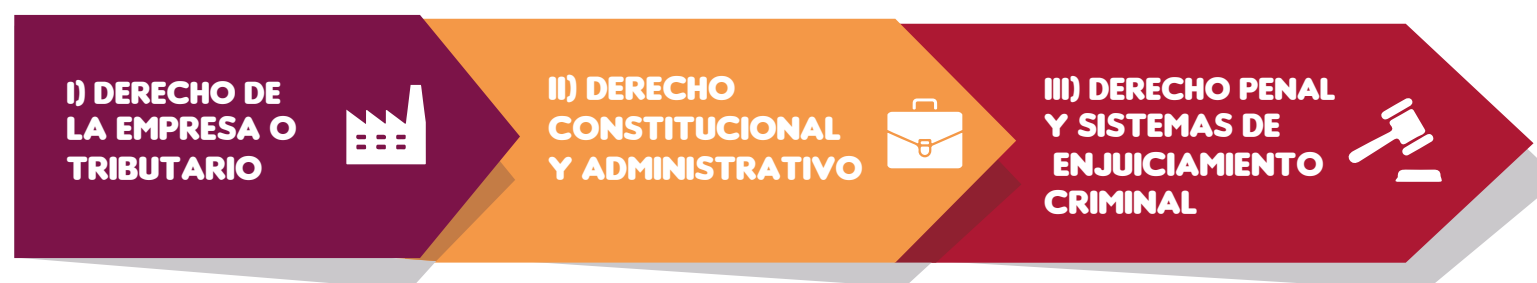 I) DERECHO DE
LA EMPRESA O
TRIBUTARIO
II) DERECHO
CONSTITUCIONAL
Y ADMINISTRATIVO
III) DERECHO PENAL
Y SISTEMAS DE
ENJUICIAMIENTO
CRIMINAL